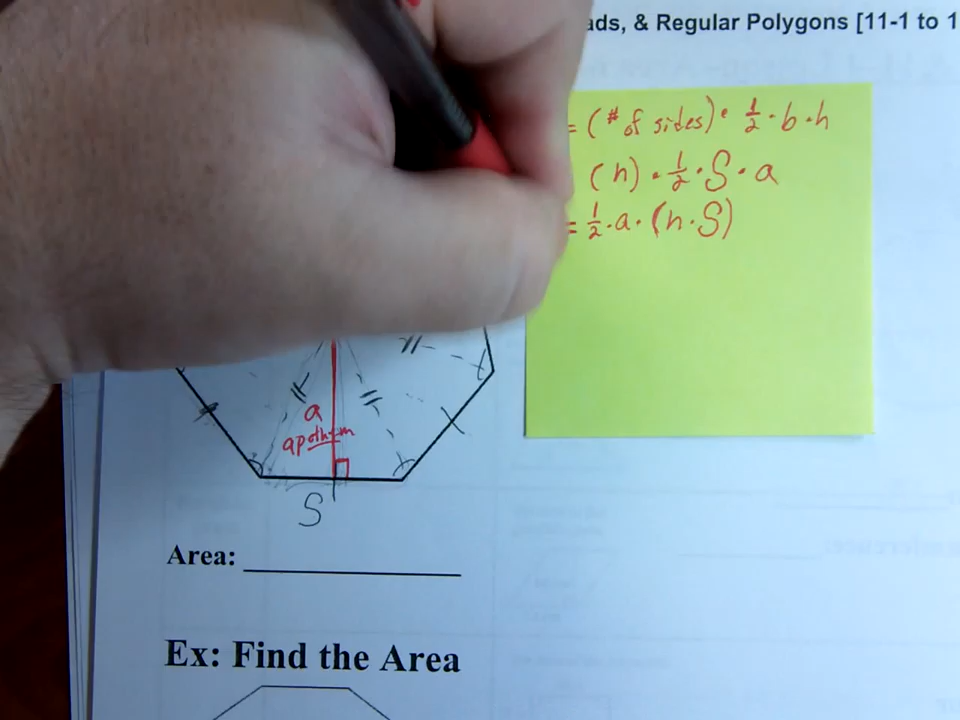 & Regular Polygons [11-1 to 1
= (# of sides) · 1/2 · b · h
(n) · 1/2 · S · a
= 1/2 · a · (n · S)
a
apothem
S
Area:
Ex: Find the Area